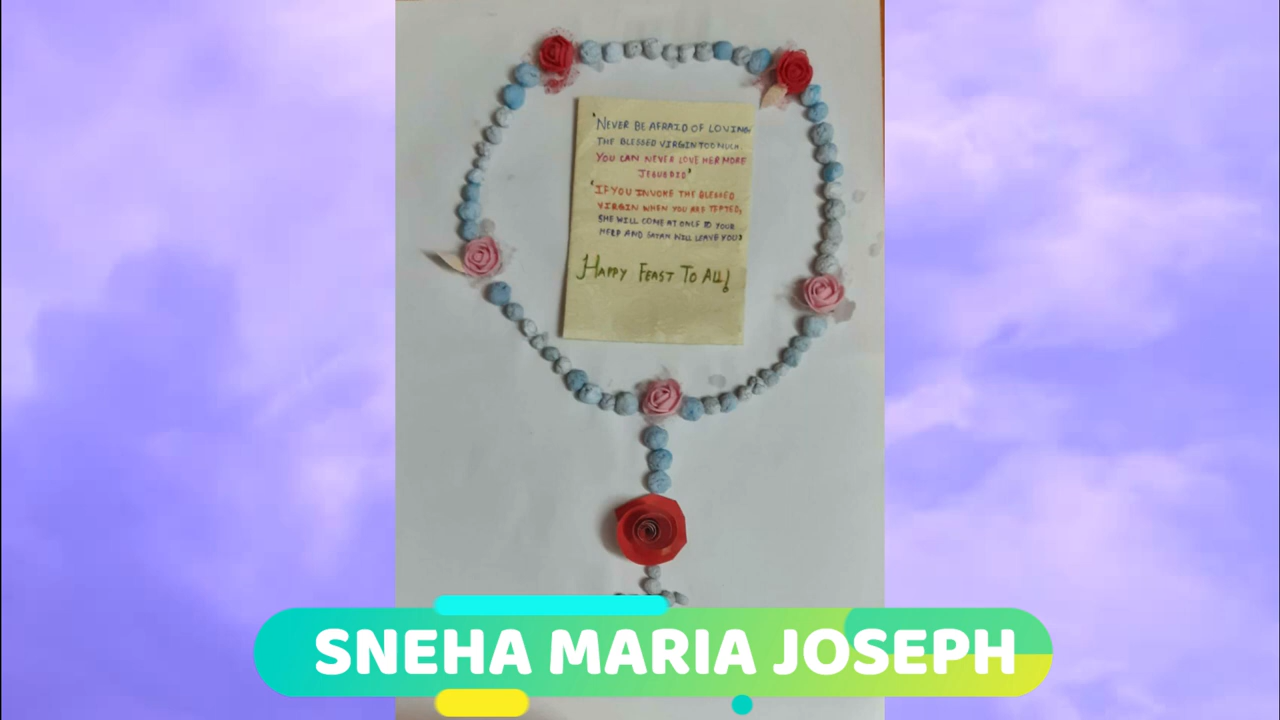 'NEVER BE AFRAID OF LOVING
THE BLESSED VIRGIN TOO MUCH.
YOU CAN NEVER LOVE HER MORE
JESUS DID'
'IF YOU INVOKE THE BLESSED
VIRGIN WHEN YOU ARE TEPTED,
SHE WILL COME AT ONCE TO YOUR
HELP AND SATAN WILL LEAVE YOU'
HAPPY FEAST TO ALL!
SNEHA MARIA JOSEPH